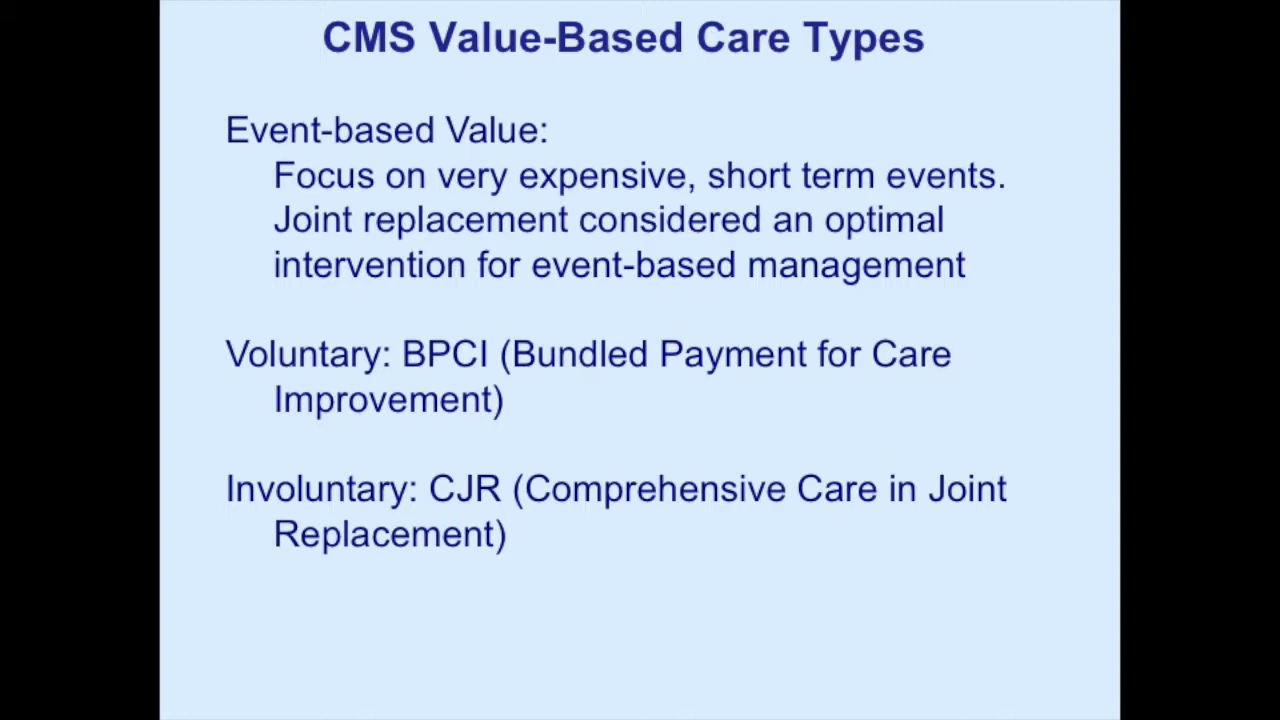 CMS Value-Based Care Types
Event-based Value:
Focus on very expensive, short term events.
Joint replacement considered an optimal
intervention for event-based management
Voluntary: BPCI (Bundled Payment for Care
Improvement)
Involuntary: CJR (Comprehensive Care in Joint
Replacement)